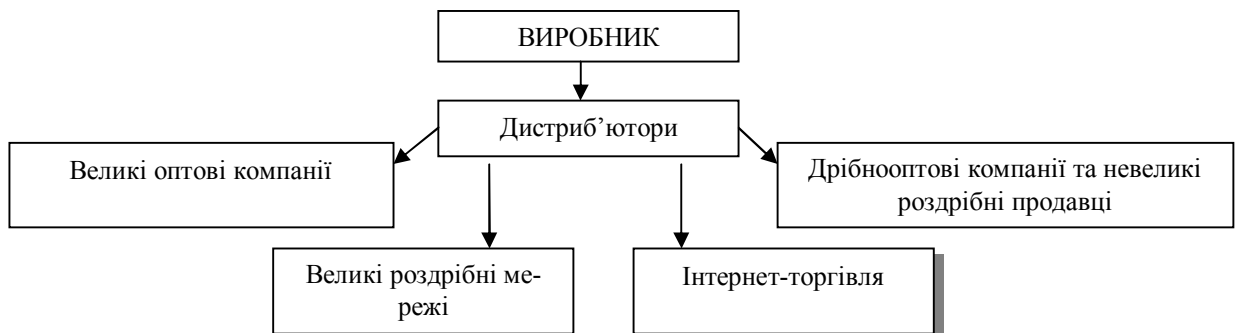 ВИРОБНИК
Дистриб’ютори
Великі оптові компанії
Дрібнооптові компанії та невеликі
роздрібні продавці
Великі роздрібні ме-
режі
Інтернет-торгівля